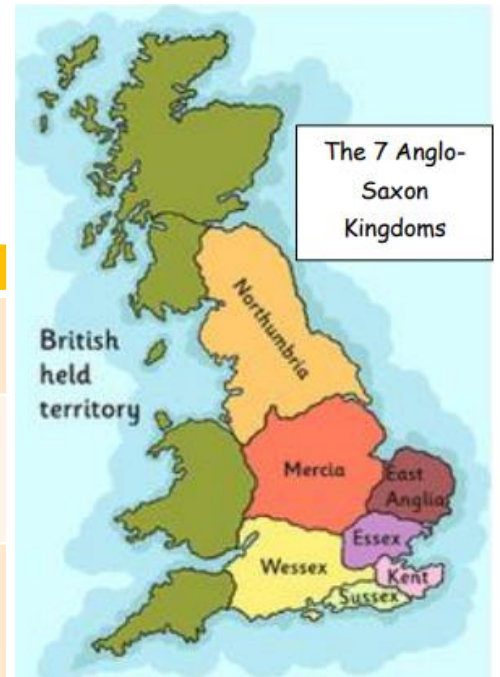 The 7 Anglo-
Saxon
Kingdoms
British
held
territory
Northumbria
Mercia
East
Anglia
Essex
Wessex
Kent
Sussex